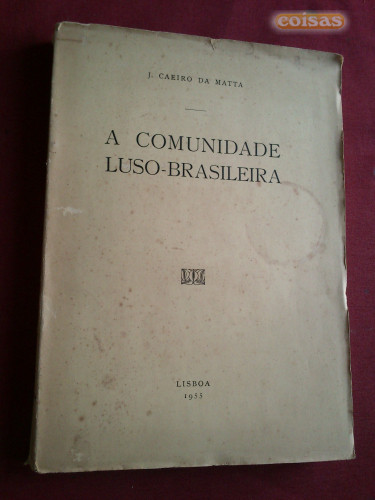 coisas
J. CAEIRO DA MATTA
A COMUNIDADE
LUSO-BRASILEIRA
LISBOA
1955